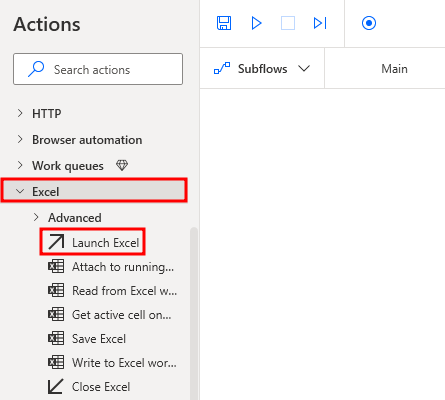 Actions
Search actions
HTTP
Browser automation
Work queues
Excel
Advanced
Launch Excel
Attach to running...
Read from Excel w...
Get active cell on...
Save Excel
Write to Excel wor...
Close Excel
Subflows
Main